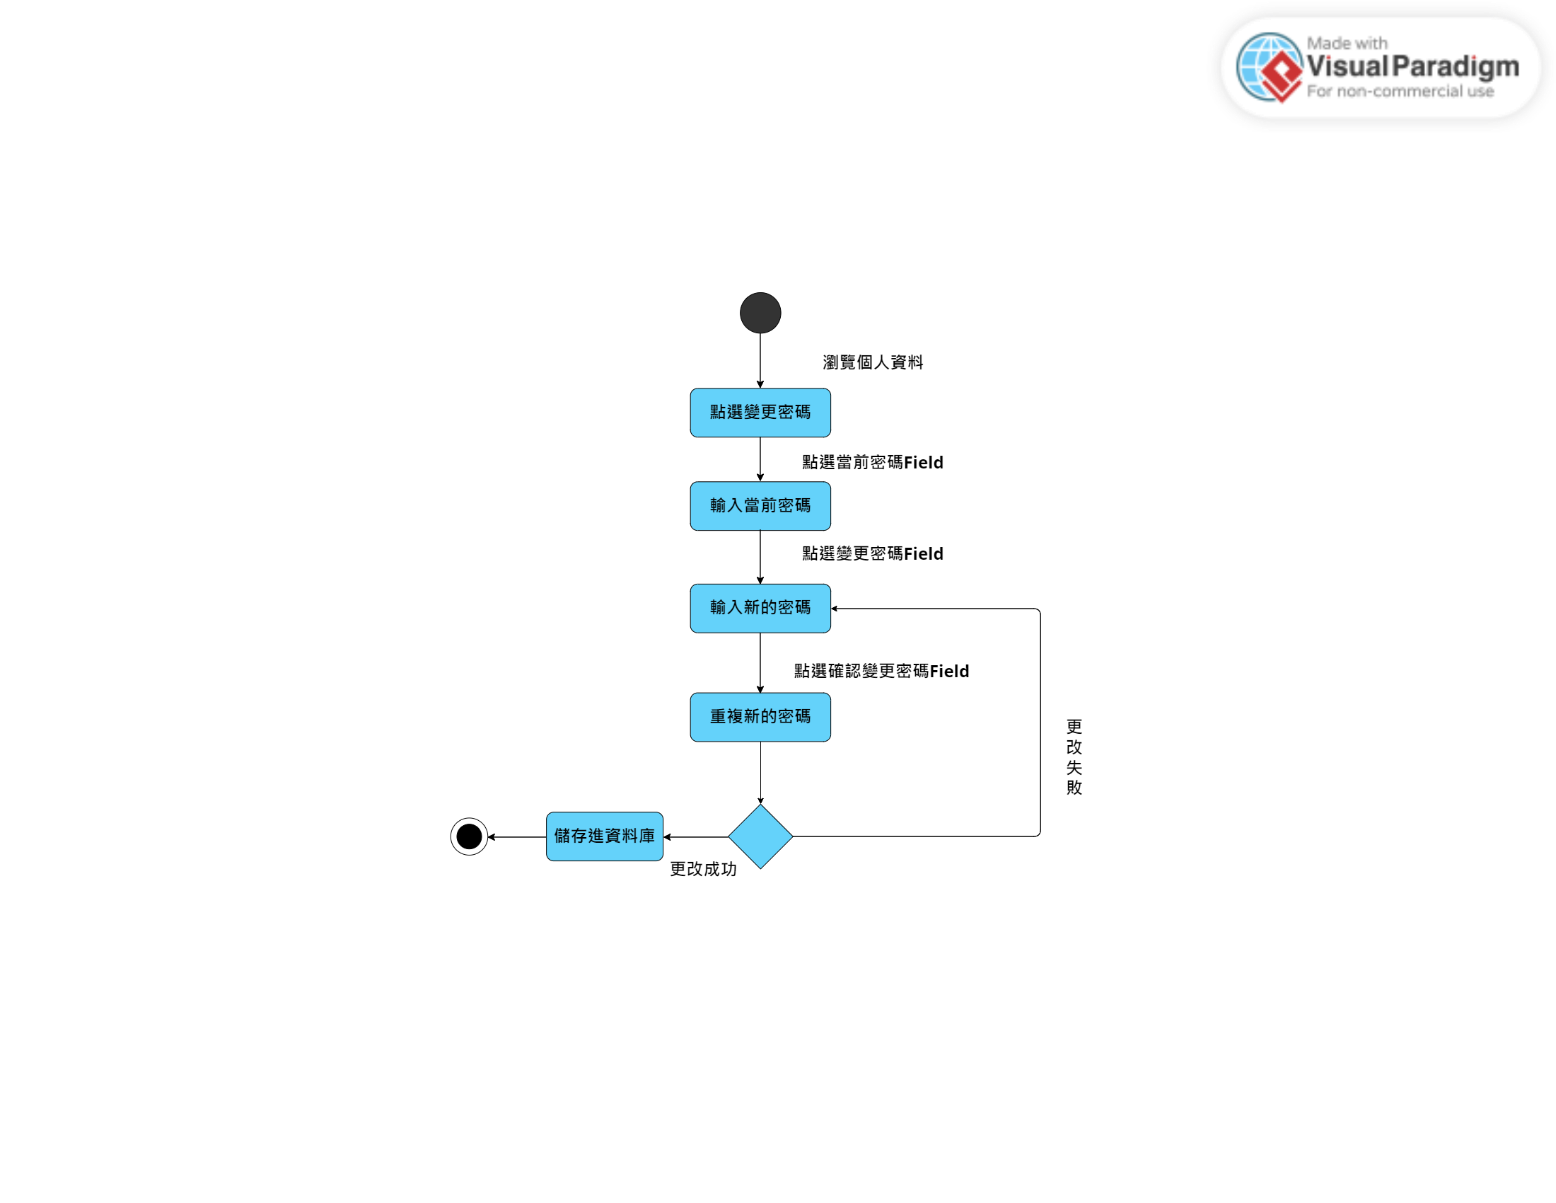 Made with
Visual Paradigm
For non-commercial use
瀏覽個人資料
點選變更密碼
點選當前密碼Field
輸入當前密碼
點選變更密碼Field
輸入新的密碼
點選確認變更密碼Field
重複新的密碼
更
改
失
敗
儲存進資料庫
更改成功